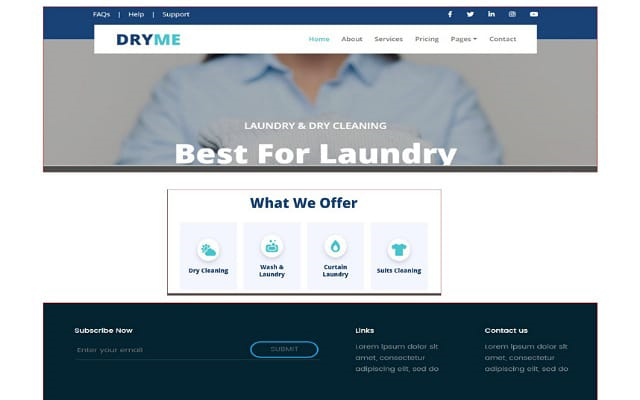 FAQs | Help | Support
DRYME
Home About Services Pricing Pages Contact
LAUNDRY & DRY CLEANING
Best For Laundry
What We Offer
Dry Cleaning
Wash &
Laundry
Curtain
Laundry
Suits Cleaning
Subscribe Now
Enter your email
SUBMIT
Links
Lorem Ipsum dolor sit
amet, consectetur
adipiscing elit, sed do
Contact us
Lorem Ipsum dolor sit
amet, consectetur
adipiscing elit, sed do